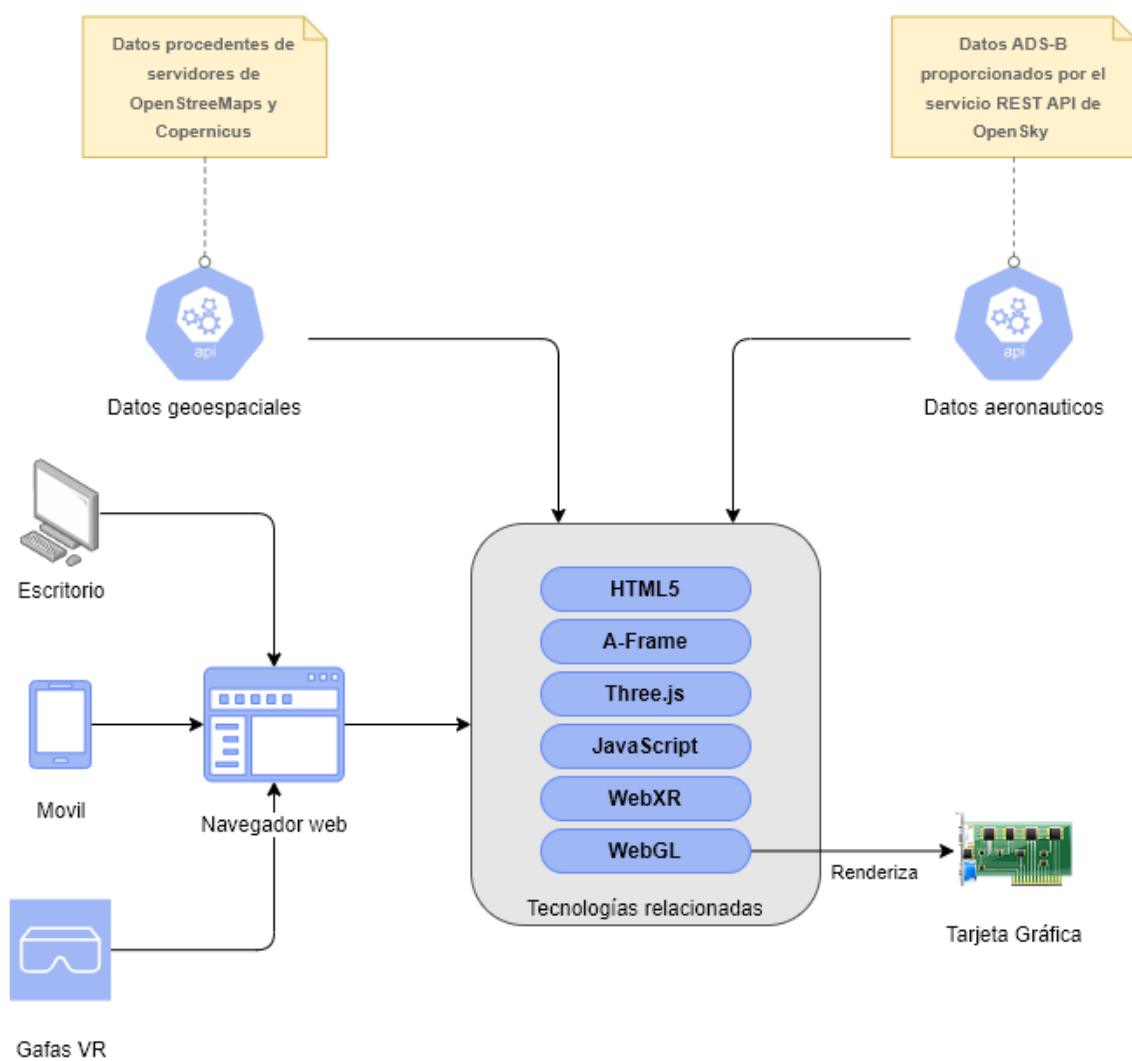 Datos procedentes de
servidores de
OpenStreeMaps y
Copernicus
Datos ADS-B
proporcionados por el
servicio REST API de
OpenSky
api
Datos geoespaciales
api
Datos aeronauticos
Escritorio
Movil
Navegador web
Gafas VR
HTML5
A-Frame
Three.js
JavaScript
WebXR
WebGL
Tecnologías relacionadas
Renderiza
Tarjeta Gráfica